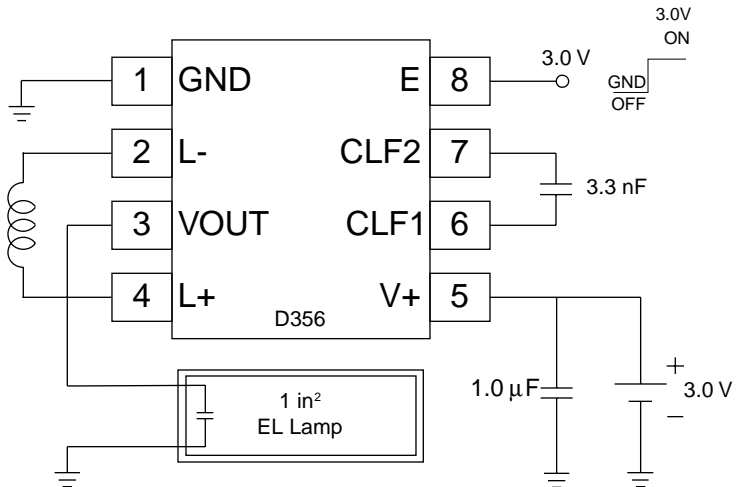 3.0V
ON
3.0 V
GND
OFF
1 GND
E 8
2 L-
CLF2 7
3.3 nF
3 VOUT
CLF1 6
4 L+
V+ 5
D356
1 in²
EL Lamp
1.0 µF
+
3.0 V
−